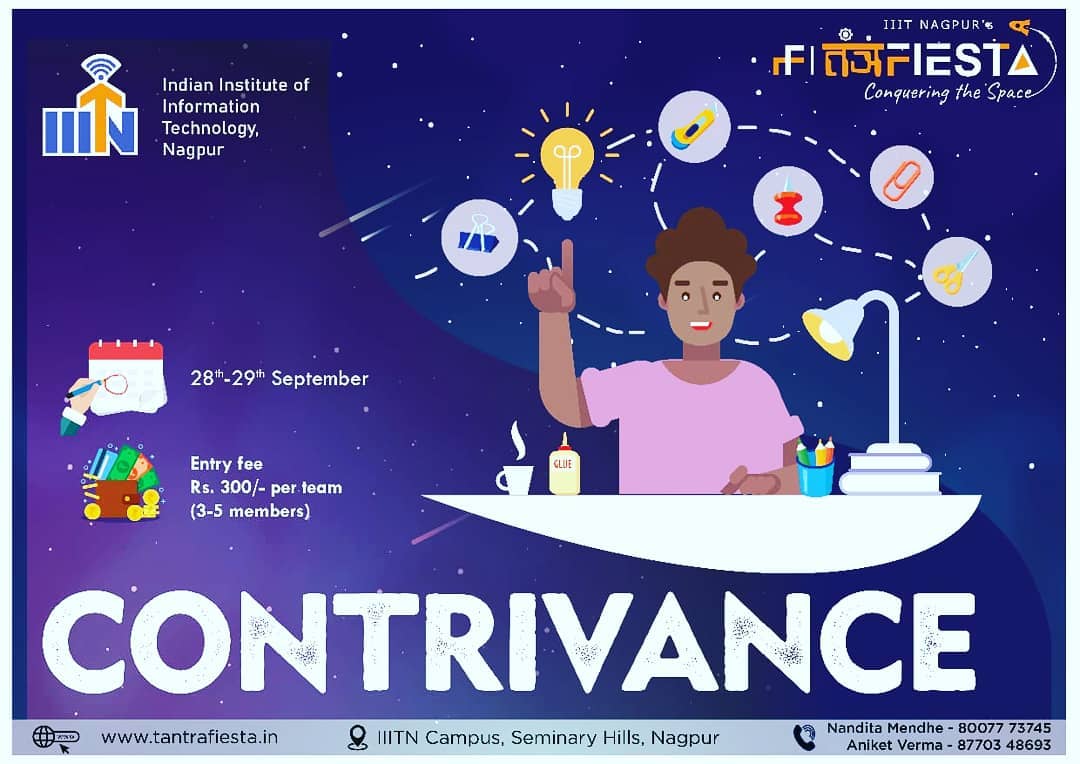 IIITN
Indian Institute of
Information
Technology,
Nagpur
IIIT NAGPUR's
FIESTA
Conquering the Space
28th-29th September
Entry fee
Rs. 300/- per team
(3-5 members)
GLUE
CONTRIVANCE
www
www.tantrafiesta.in
IIITN Campus, Seminary Hills, Nagpur
Nandita Mendhe - 80077 73745
Aniket Verma - 87703 48693